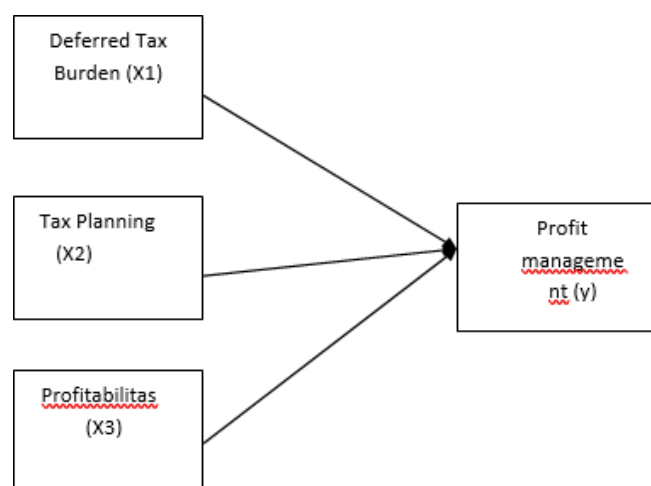 Deferred Tax
Burden (X1)
Tax Planning
(X2)
Profitabilitas
(X3)
Profit
manageme
nt (y)